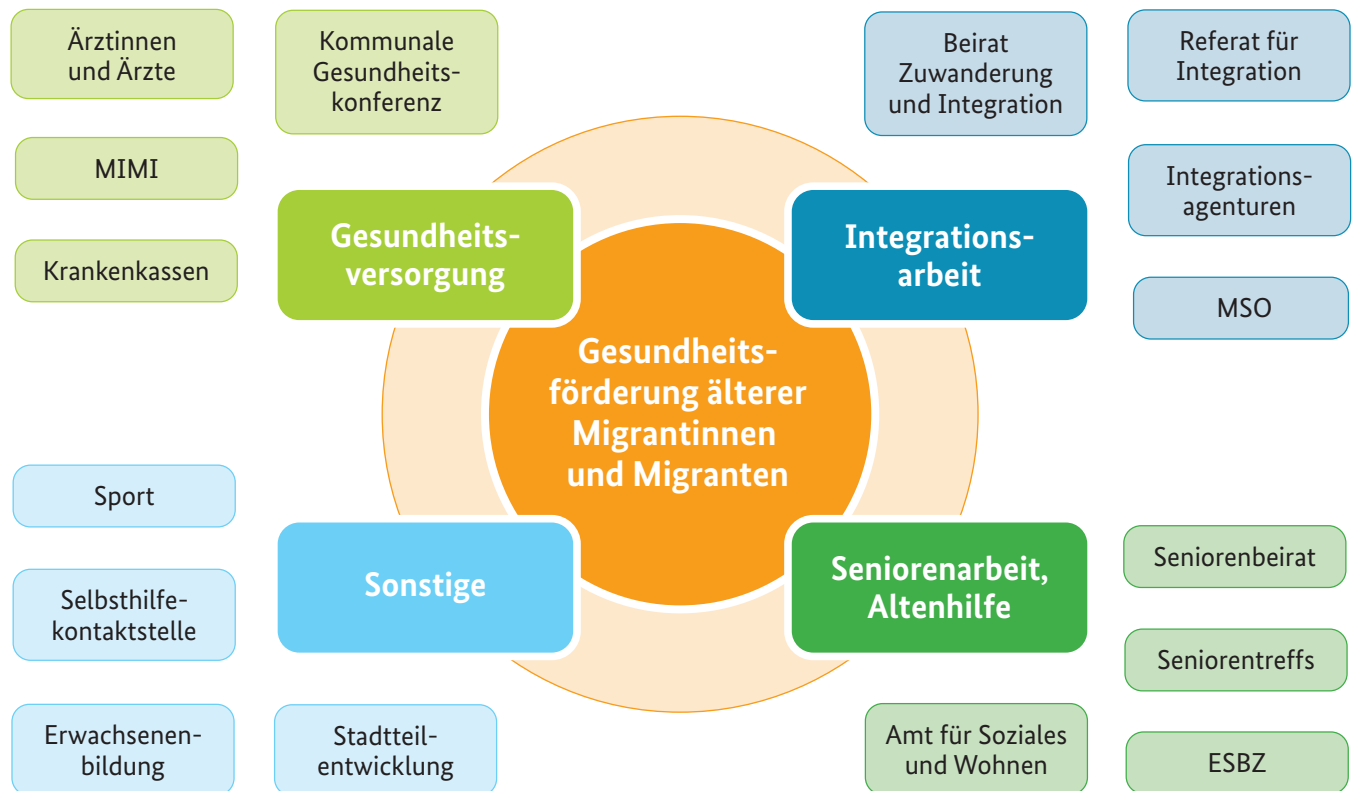 Ärztinnen
und Ärzte
Kommunale
Gesundheits-
konferenz
MIMI
Krankenkassen
Gesundheits-
versorgung
Beirat
Zuwanderung
und Integration
Referat für
Integration
Integrations-
agenturen
MSO
Integrations-
arbeit
Gesundheits-
förderung älterer
Migrantinnen
und Migranten
Sport
Selbsthilfe-
kontaktstelle
Erwachsenen-
bildung
Stadtteil-
entwicklung
Sonstige
Seniorenarbeit,
Altenhilfe
Seniorenbeirat
Seniorentreffs
Amt für Soziales
und Wohnen
ESBZ